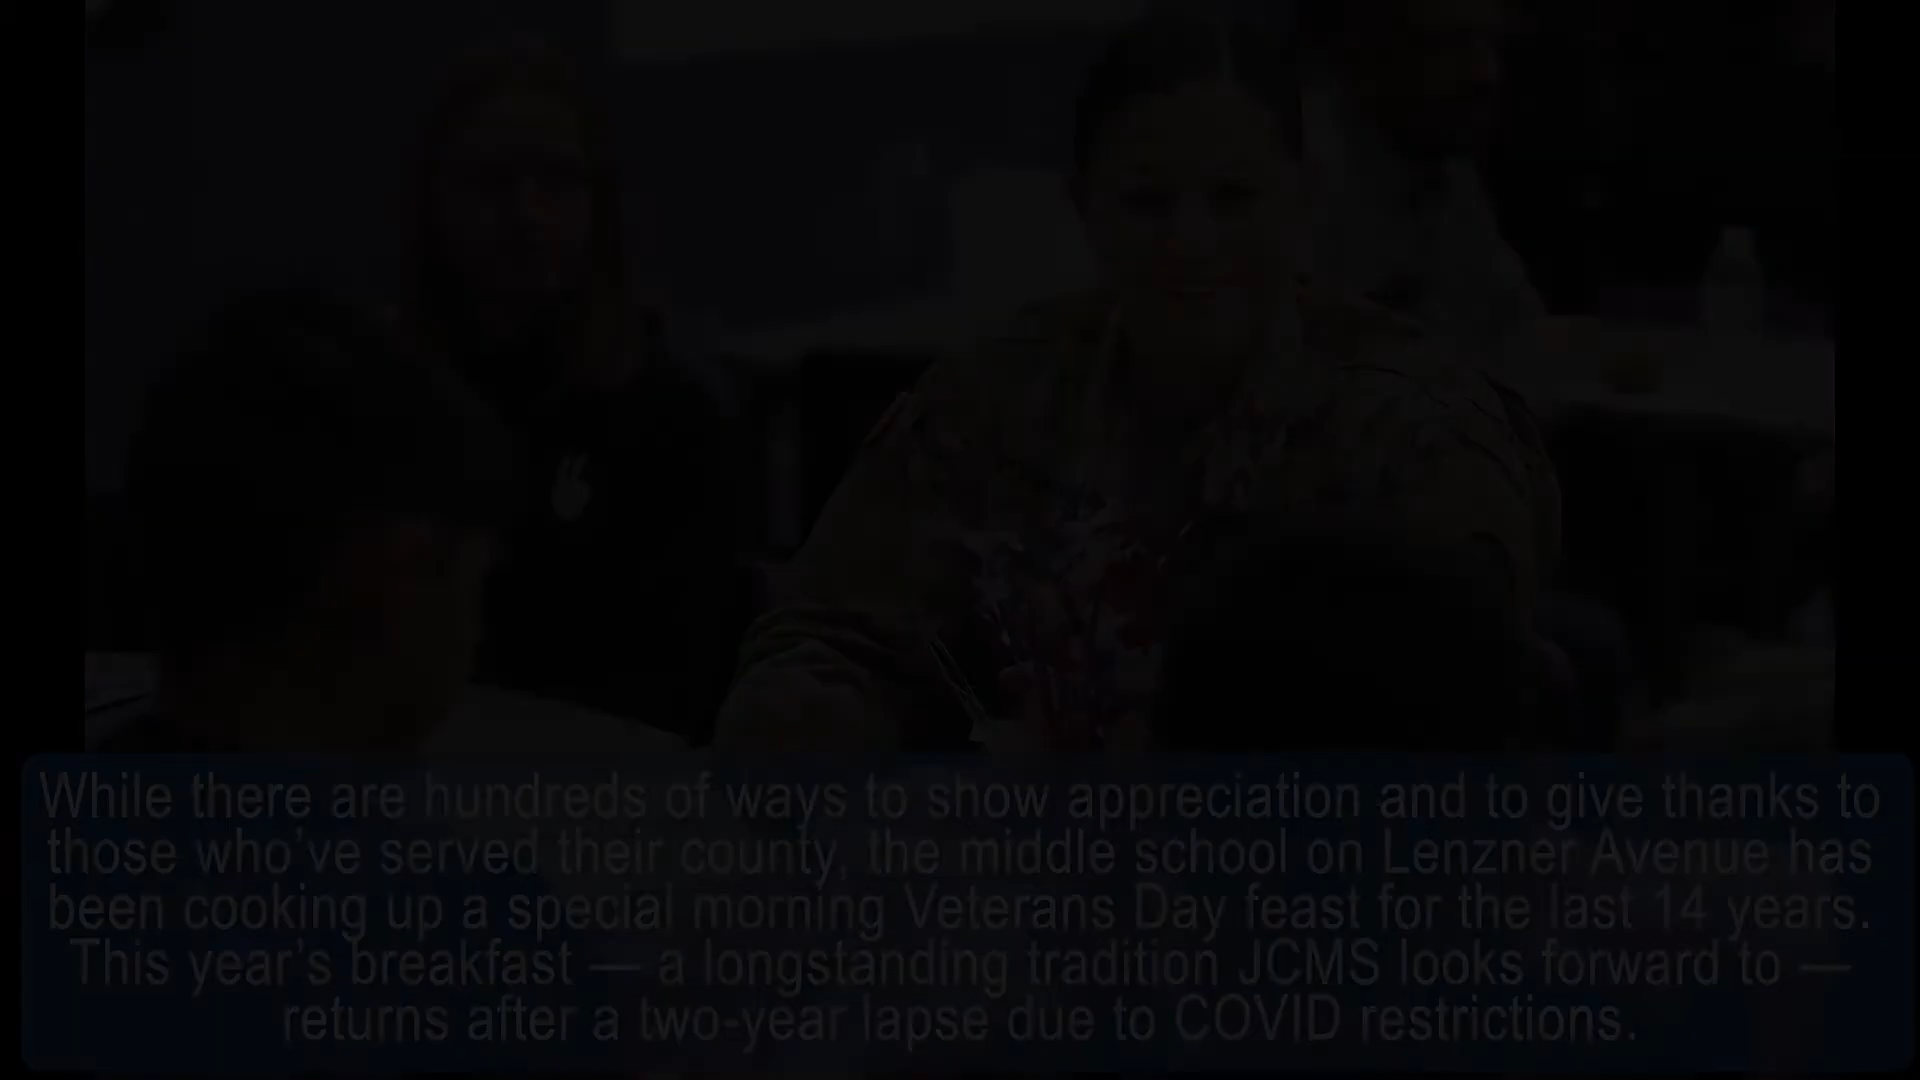 While there are hundreds of ways to show appreciation and to give thanks to
those who’ve served their county, the middle school on Lenzner Avenue has
been cooking up a special morning Veterans Day feast for the last 14 years.
This year’s breakfast — a longstanding tradition JCMS looks forward to —
returns after a two-year lapse due to COVID restrictions.